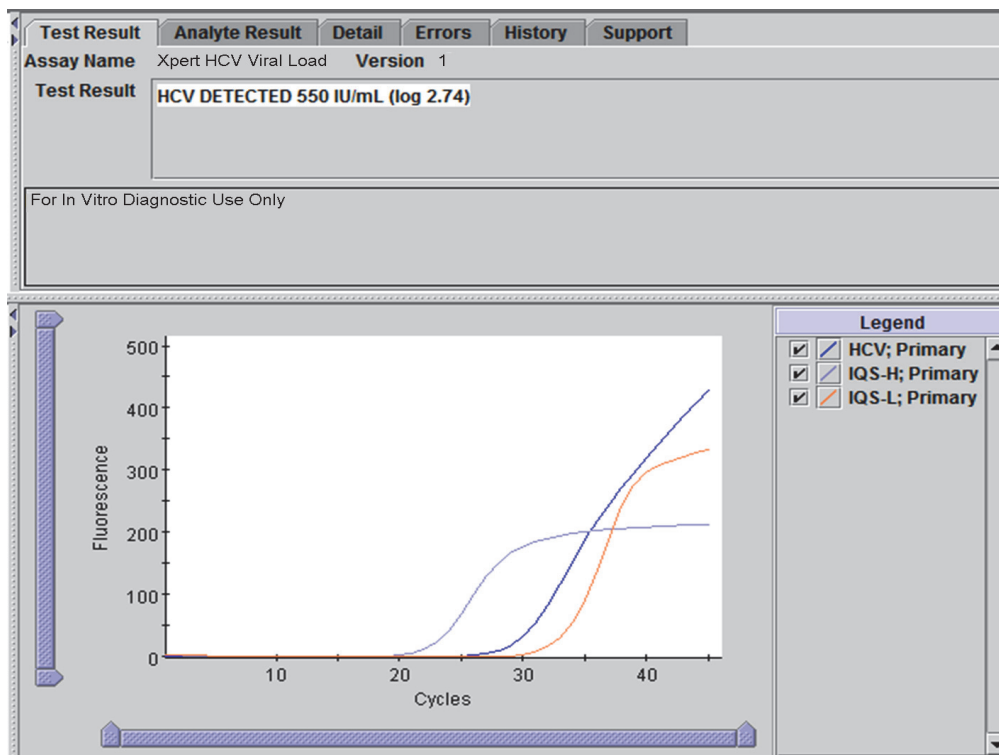 Test Result Analyte Result Detail Errors History Support
Assay Name Xpert HCV Viral Load Version 1
Test Result HCV DETECTED 550 IU/mL (log 2.74)
For In Vitro Diagnostic Use Only
500
400
300
200
100
0
Fluorescence
10 20 30 40
Cycles
Legend
HCV; Primary
IQS-H; Primary
IQS-L; Primary